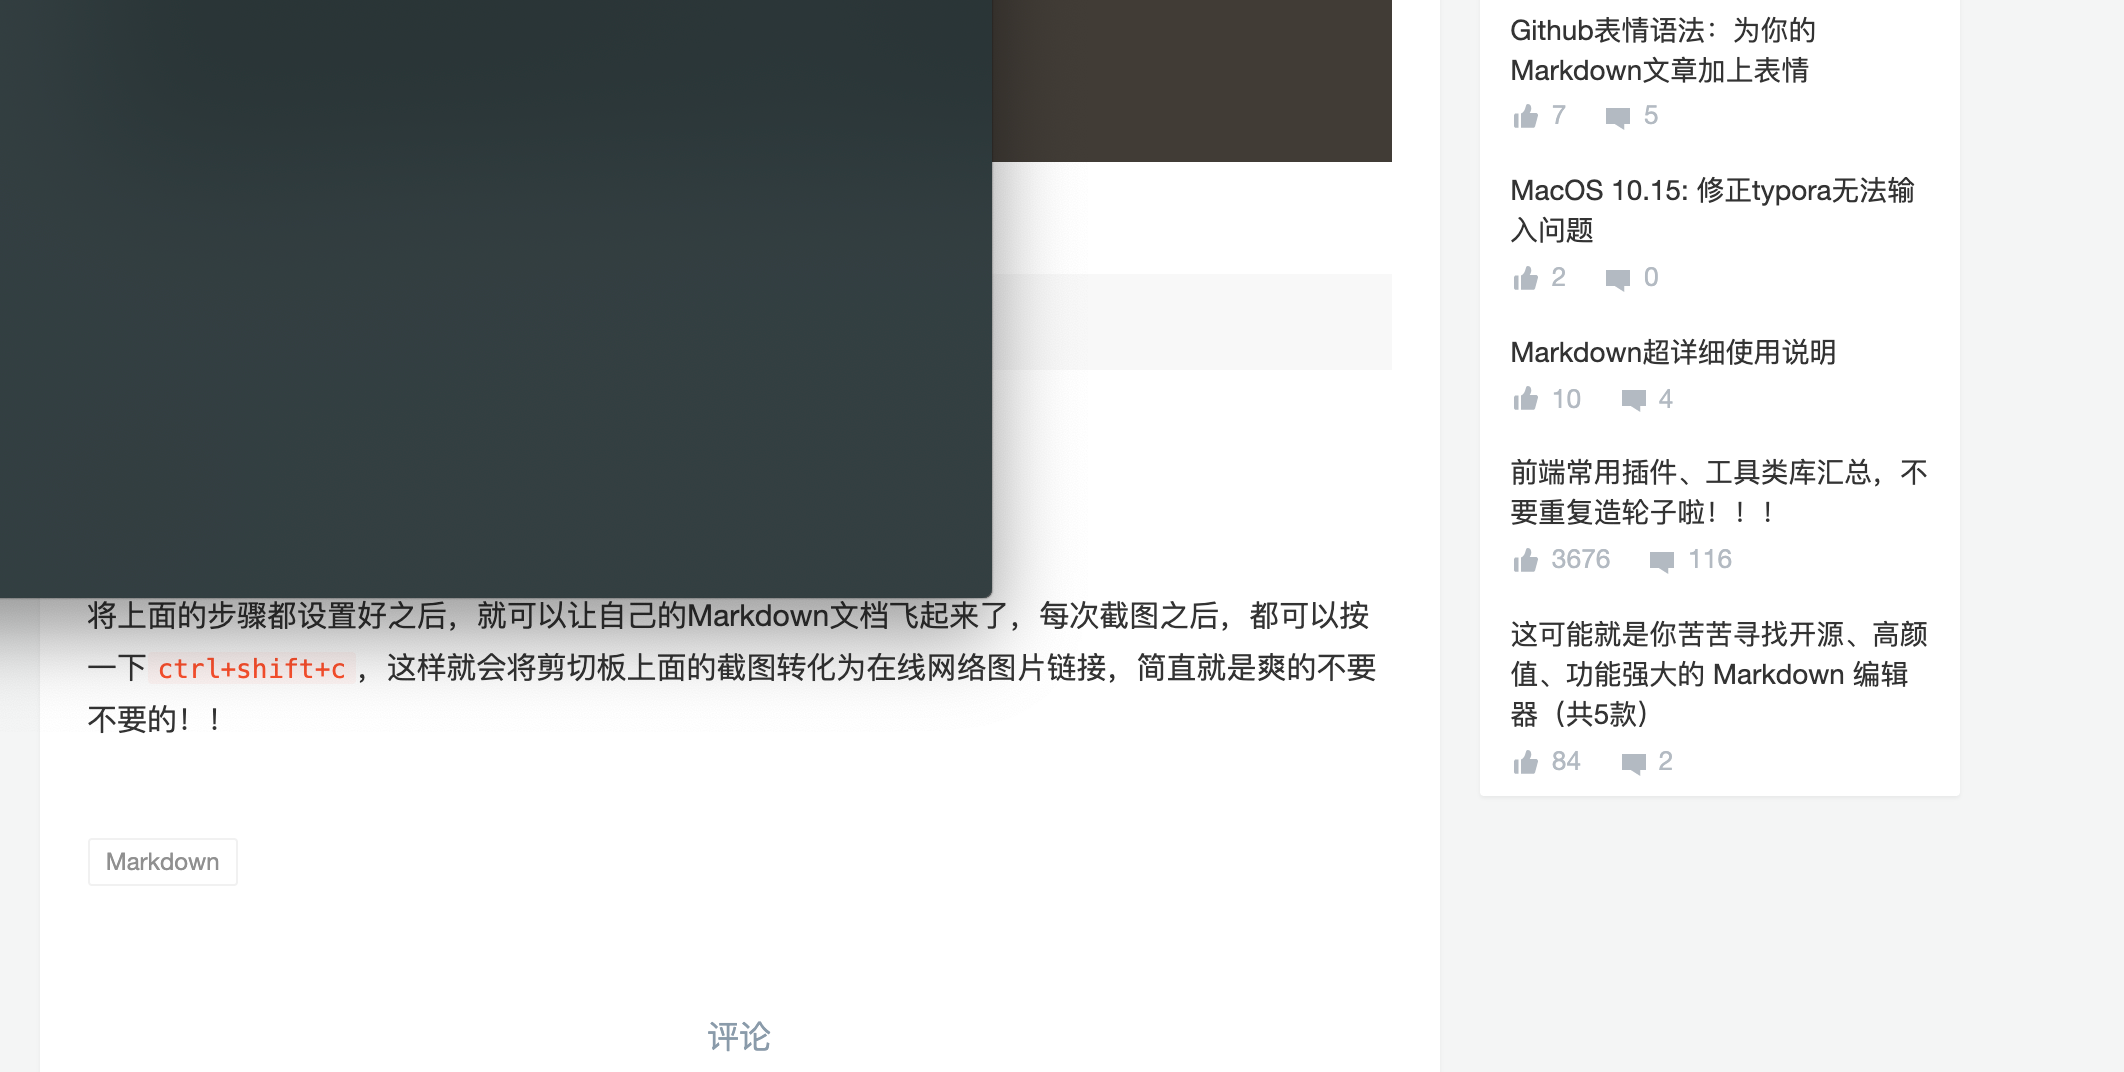 将上面的步骤都设置好之后，就可以让自己的Markdown文档飞起来了，每次截图之后，都可以按
一下 ctrl+shift+c ，这样就会将剪切板上面的截图转化为在线网络图片链接，简直就是爽的不要
不要的！！
Markdown
评论
Github表情语法：为你的
Markdown文章加上表情
7 5
MacOS 10.15: 修正typora无法输
入问题
2 0
Markdown超详细使用说明
10 4
前端常用插件、工具类库汇总，不
要重复造轮子啦！！！
3676 116
这可能就是你苦苦寻找开源、高颜
值、功能强大的 Markdown 编辑
器（共5款）
84 2